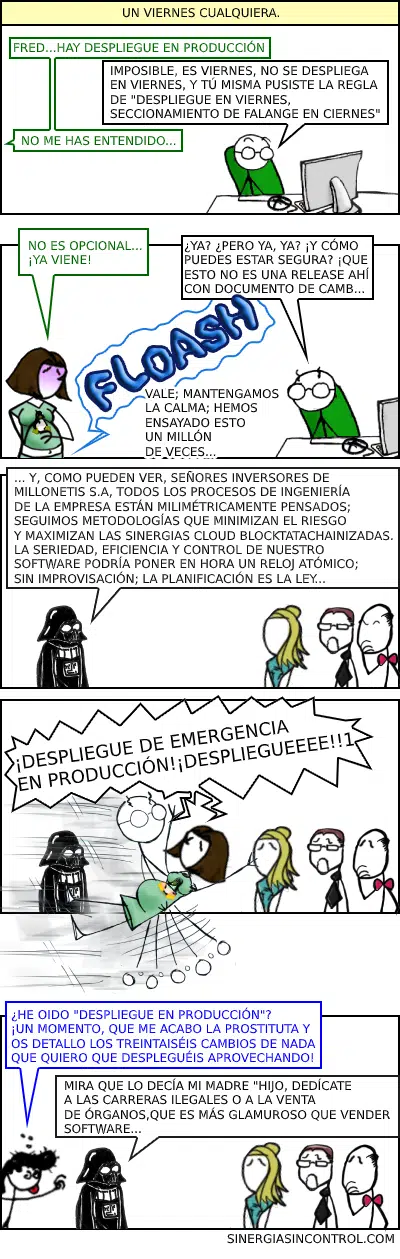 UN VIERNES CUALQUIERA.
FRED...HAY DESPLIEGUE EN PRODUCCIÓN
IMPOSIBLE, ES VIERNES, NO SE DESPLIEGA
EN VIERNES, Y TÚ MISMA PUSISTE LA REGLA
DE "DESPLIEGUE EN VIERNES,
SECCIONAMIENTO DE FALANGE EN CIERNES"
NO ME HAS ENTENDIDO...
NO ES OPCIONAL...
¡YA VIENE!
¿YA? ¿PERO YA, YA? ¡Y CÓMO
PUEDES ESTAR SEGURA? ¡QUE
ESTO NO ES UNA RELEASE AHÍ
CON DOCUMENTO DE CAMB...
FLOASH
VALE; MANTENGAMOS
LA CALMA; HEMOS
ENSAYADO ESTO
UN MILLÓN
DE VECES...
... Y, COMO PUEDEN VER, SEÑORES INVERSORES DE
MILLONETIS S.A, TODOS LOS PROCESOS DE INGENIERÍA
DE LA EMPRESA ESTÁN MILIMÉTRICAMENTE PENSADOS;
SEGUIMOS METODOLOGÍAS QUE MINIMIZAN EL RIESGO
Y MAXIMIZAN LAS SINERGIAS CLOUD BLOCKTATACHAINIZADAS.
LA SERIEDAD, EFICIENCIA Y CONTROL DE NUESTRO
SOFTWARE PODRÍA PONER EN HORA UN RELOJ ATÓMICO;
SIN IMPROVISACIÓN; LA PLANIFICACIÓN ES LA LEY...
¡DESPLIEGUE DE EMERGENCIA
EN PRODUCCIÓN!¡DESPLIEGUEEEE!!1
¿HE OIDO "DESPLIEGUE EN PRODUCCIÓN"?
¡UN MOMENTO, QUE ME ACABO LA PROSTITUTA Y
OS DETALLO LOS TREINTAISÉIS CAMBIOS DE NADA
QUE QUIERO QUE DESPLEGUÉIS APROVECHANDO!
MIRA QUE LO DECÍA MI MADRE "HIJO, DEDÍCATE
A LAS CARRERAS ILEGALES O A LA VENTA
DE ÓRGANOS,QUE ES MÁS GLAMUROSO QUE VENDER
SOFTWARE...
SINERGIASINCONTROL.COM